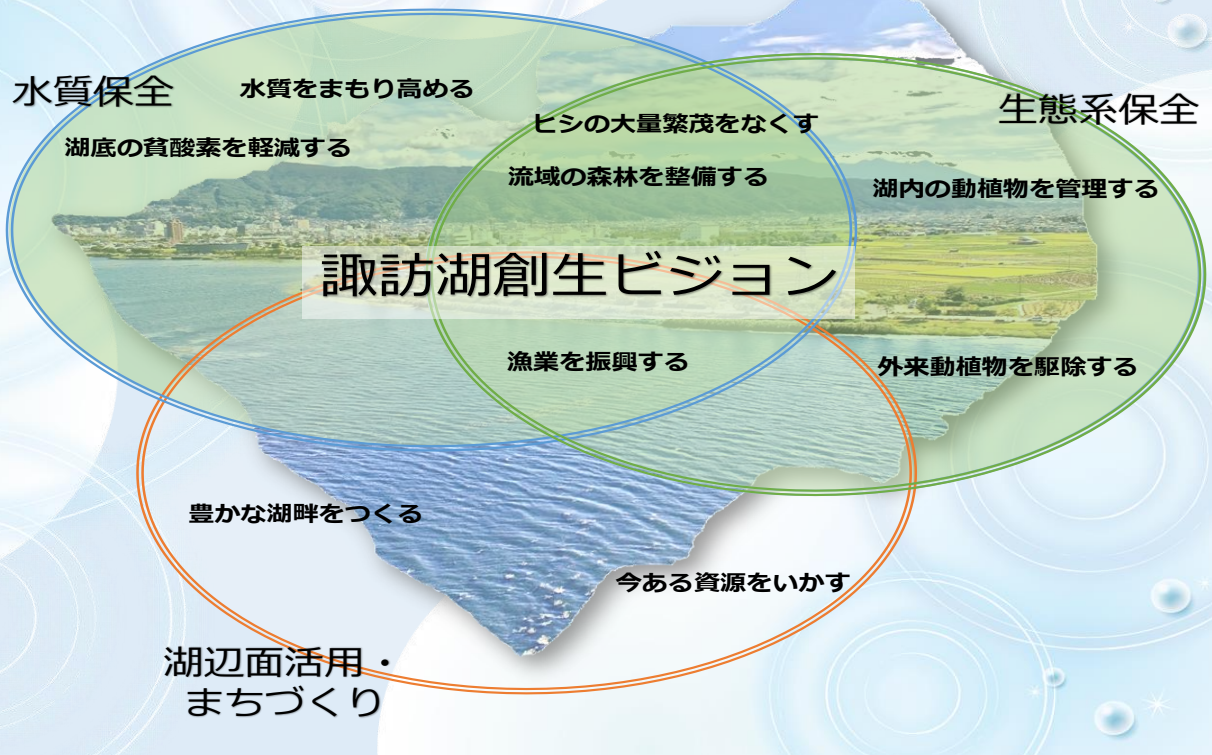 水質保全
水質をまもり高める
生態系保全
ヒシの大量繁茂をなくす
湖底の貧酸素を軽減する
流域の森林を整備する
湖内の動植物を管理する
諏訪湖創生ビジョン
漁業を振興する
外来動植物を駆除する
豊かな湖畔をつくる
今ある資源をいかす
湖辺面活用・
まちづくり